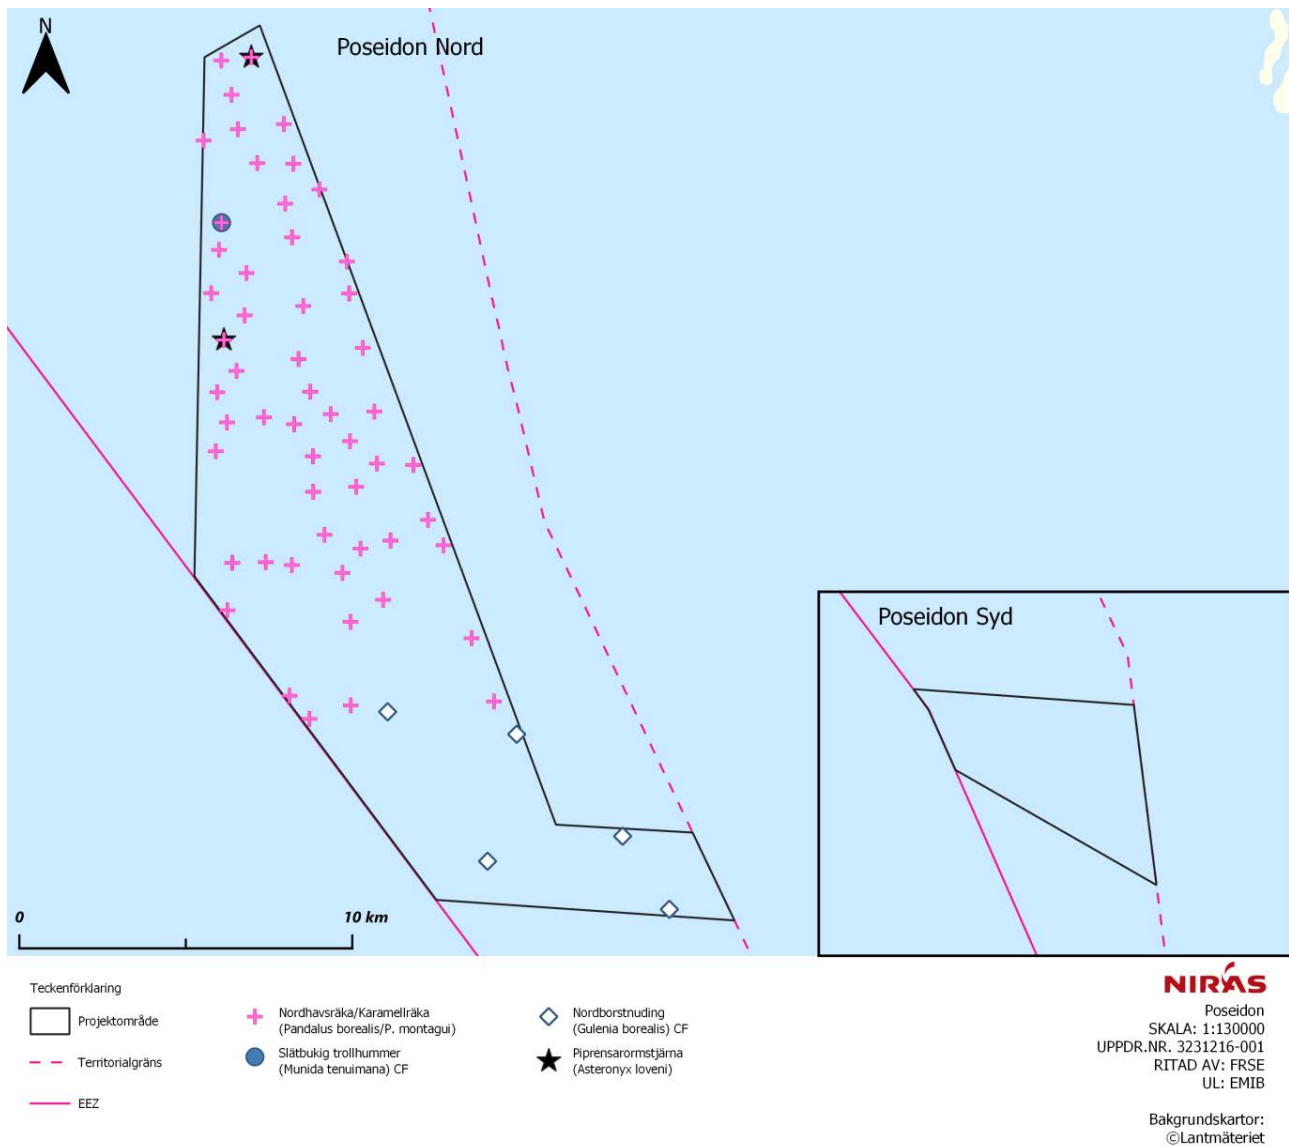 N
Poseidon Nord
Poseidon Syd
0
10 km
Teckenförklaring
Projektområde
Territorialgräns
EEZ
Nordhavsräka/Karamellräka
(Pandalus borealis/P. montagui)
Slätbukig trollhummer
(Munida tenuimana) CF
Nordborstnuding
(Gulenia borealis) CF
Piprensarormstjärna
(Asteronyx loveni)
NIRAS
Poseidon
SKALA: 1:130000
UPPDR.NR. 3231216-001
RITAD AV: FRSE
UL: EMIB
Bakgrundskartor:
©Lantmäteriet